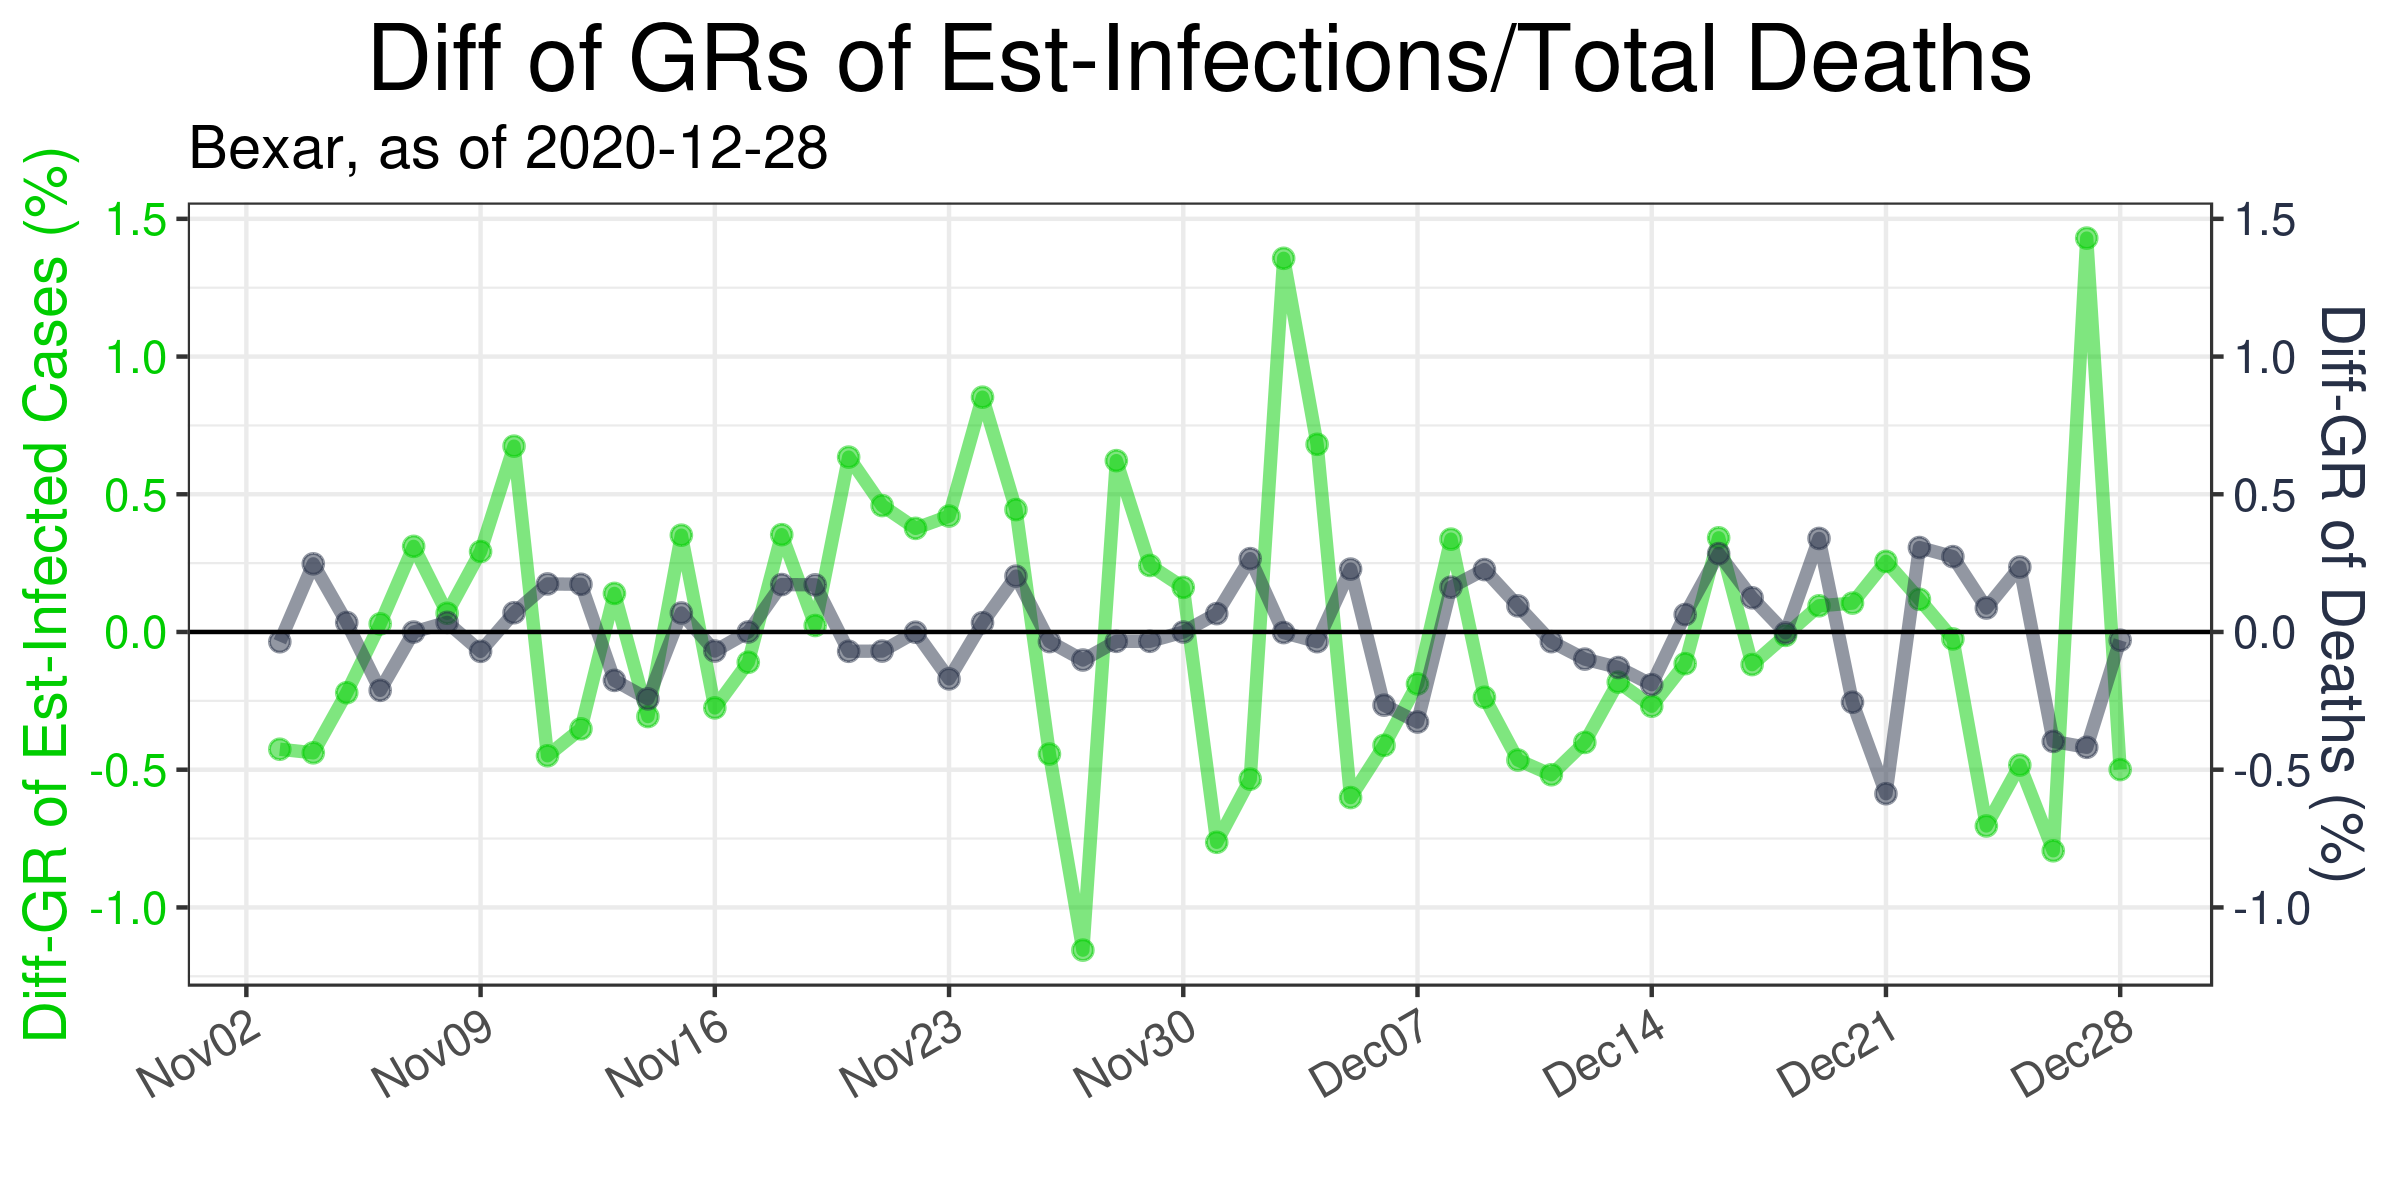 Diff of GRs of Est-Infections/Total Deaths
Bexar, as of 2020-12-28
Diff-GR of Est-Infected Cases (%)
1.5
1.0
0.5
0.0
-0.5
-1.0
1.5
1.0
0.5
0.0
-0.5
-1.0
Diff-GR of Deaths (%)
Nov02
Nov09
Nov16
Nov23
Nov30
Dec07
Dec14
Dec21
Dec28